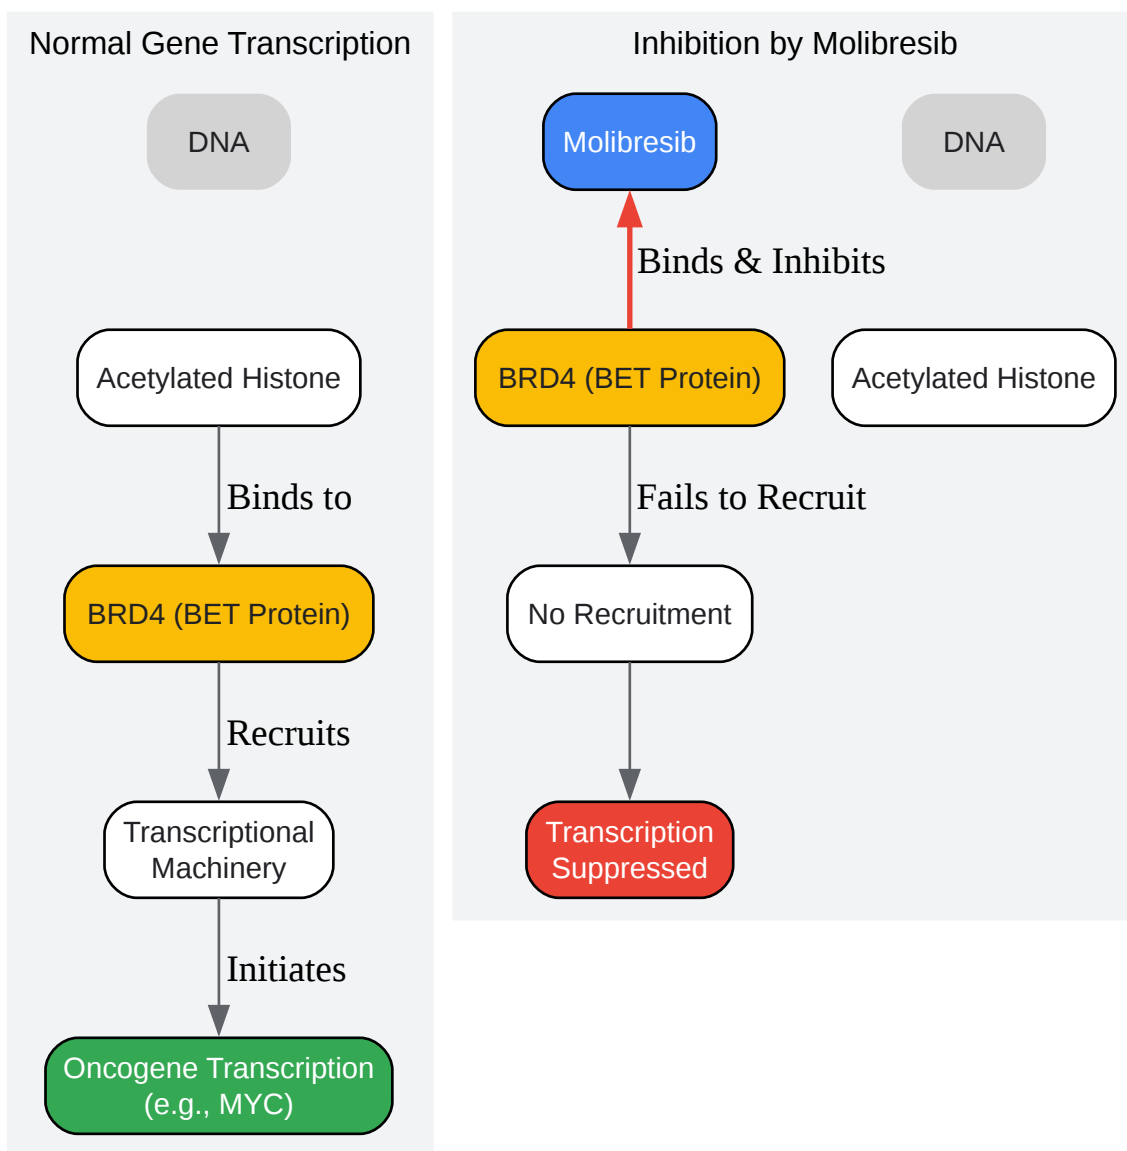 Normal Gene Transcription
DNA
Acetylated Histone
Binds to
BRD4 (BET Protein)
Recruits
Transcriptional
Machinery
Initiates
Oncogene Transcription
(e.g., MYC)
Inhibition by Molibresib
Molibresib
DNA
Binds & Inhibits
BRD4 (BET Protein)
Acetylated Histone
Fails to Recruit
No Recruitment
Transcription
Suppressed